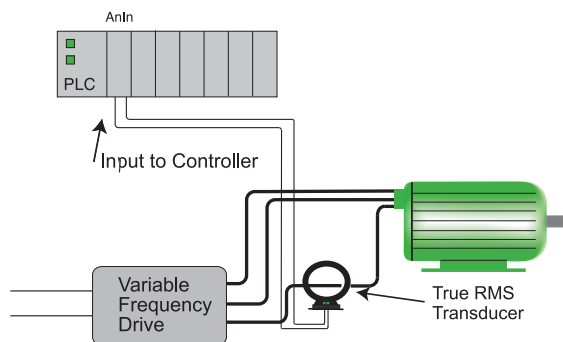 AnIn
PLC
Input to Controller
Variable
Frequency
Drive
True RMS
Transducer